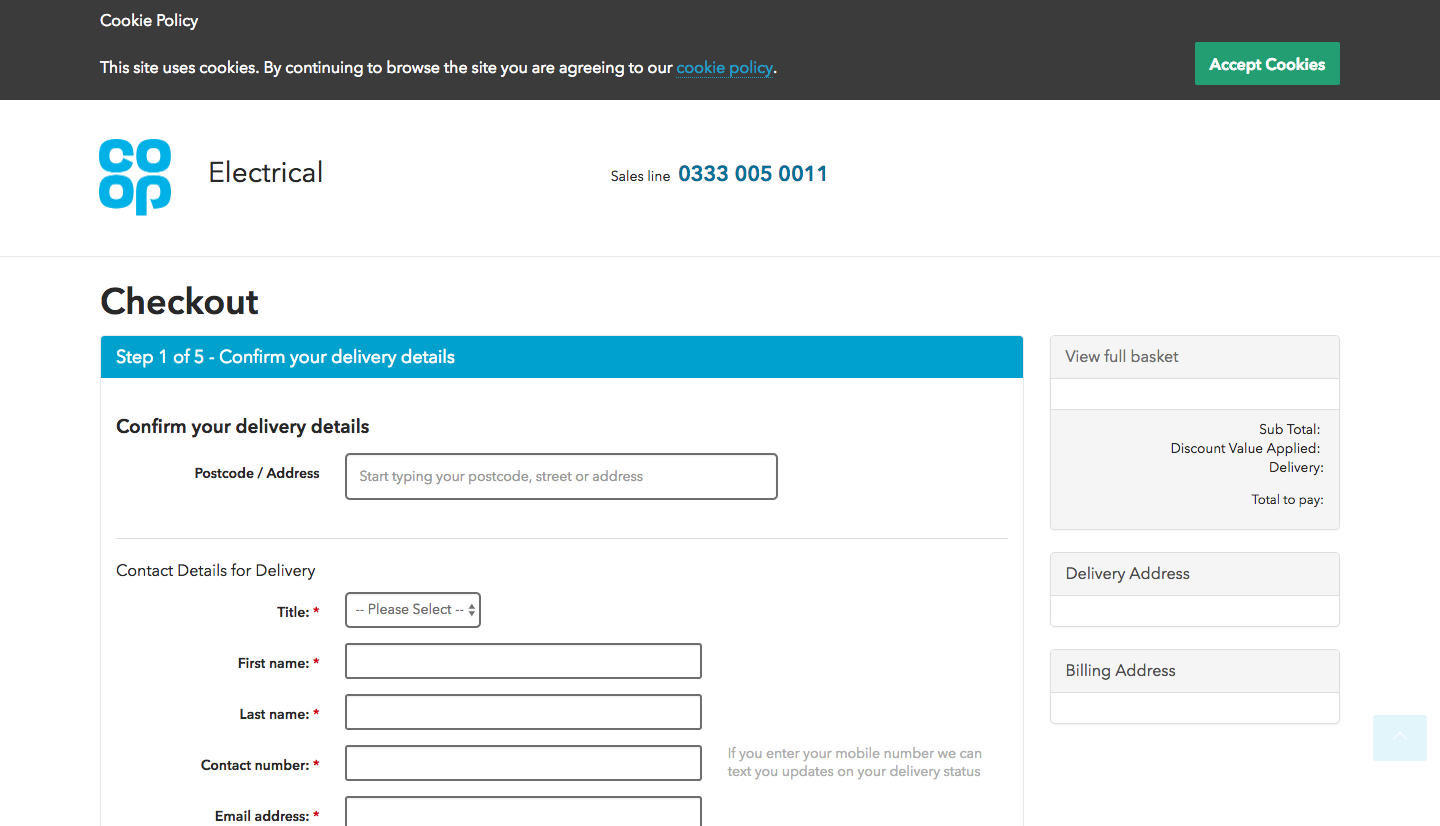 Cookie Policy
This site uses cookies. By continuing to browse the site you are agreeing to our cookie policy.
Accept Cookies
co
op
Electrical
Sales line 0333 005 0011
Checkout
Step 1 of 5 - Confirm your delivery details
Confirm your delivery details
Postcode / Address
Start typing your postcode, street or address
Contact Details for Delivery
Title: *
-- Please Select --
First name: *
Last name: *
Contact number: *
If you enter your mobile number we can
text you updates on your delivery status
Email address: *
View full basket
Sub Total:
Discount Value Applied:
Delivery:
Total to pay:
Delivery Address
Billing Address